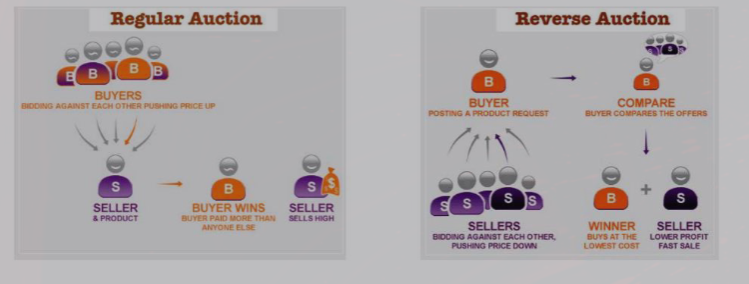 Regular Auction
B B B B
BUYERS
BIDDING AGAINST EACH OTHER PUSHING PRICE UP
S
SELLER
& PRODUCT
B
BUYER WINS
BUYER PAID MORE THAN
ANYONE ELSE
S $
SELLER
SELLS HIGH
Reverse Auction
B
BUYER
POSTING A PRODUCT REQUEST
S
B
COMPARE
BUYER COMPARES THE OFFERS
S S S S
SELLERS
BIDDING AGAINST EACH OTHER,
PUSHING PRICE DOWN
B + S
WINNER
BUYS AT THE
LOWEST COST
SELLER
LOWER PROFIT
FAST SALE